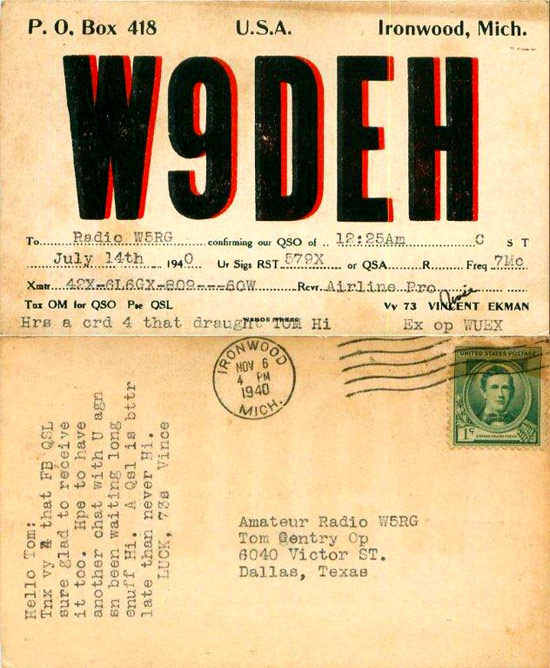 P. O. Box 418 U.S.A. Ironwood, Mich.
W9DEH
To Radio W5RG confirming our QSO of 12:25Am C S T
July 14th 1940 Ur Sigs RST 579X or QSA R Freq 7Mc
Xmtr 42X-6L6GX-809---60W Rcvr Airline Pro
Tnx OM for QSO Pse QSL Vy 73 VINCENT EKMAN
Hrs a crd 4 that draught TOM Hi Ex op WUEX
IRONWOOD
NOV 6
4 PM
1940
MICH.
UNITED STATES POSTAGE
1¢
Hello Tom:
Tnx vy that FB QSL
sure glad to receive
it too. Hpe to have
another chat with U agn
sn been waiting long
enuff Hi. A Qsl is bttr
late than never Hi.
LUCK, 73s Vince
Amateur Radio W5RG
Tom Gentry Op
6040 Victor ST.
Dallas, Texas